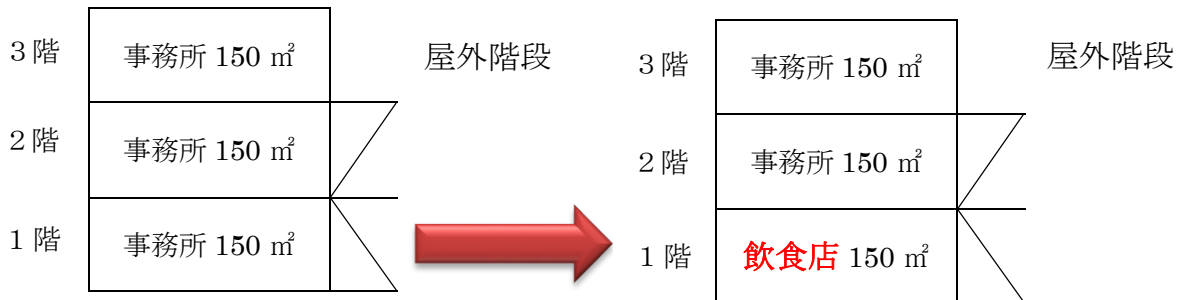 3階 事務所 150 ㎡ 屋外階段
2階 事務所 150 ㎡
1階 事務所 150 ㎡
3階 事務所 150 ㎡ 屋外階段
2階 事務所 150 ㎡
1階 飲食店 150 ㎡